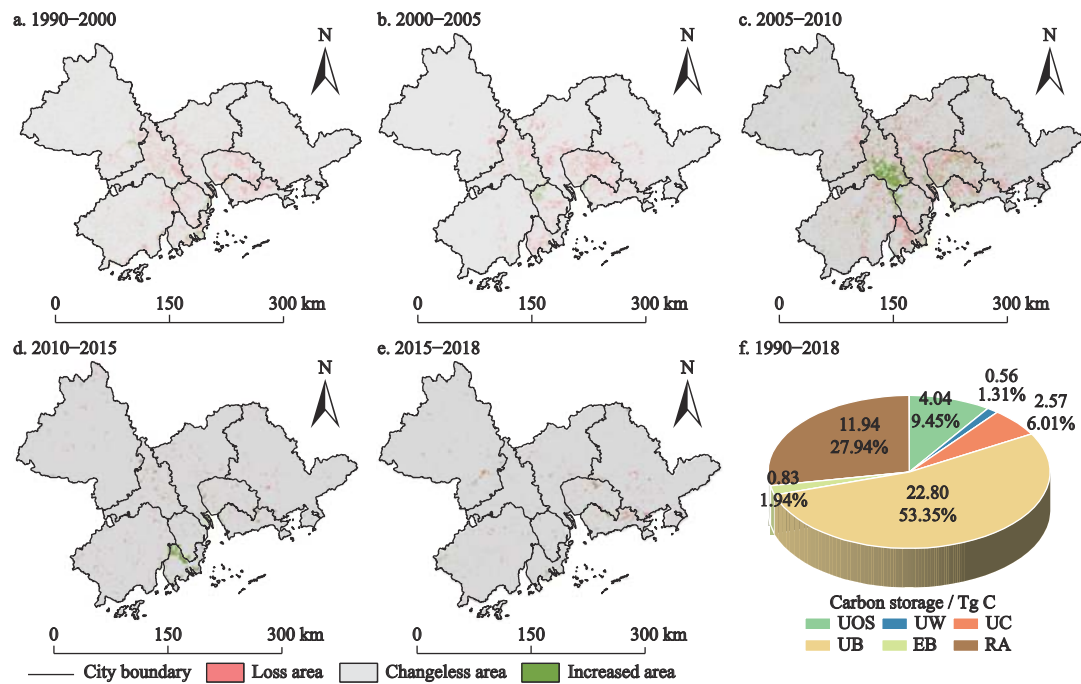 a. 1990–2000
N
0 150 300 km
b. 2000–2005
N
0 150 300 km
c. 2005–2010
N
0 150 300 km
d. 2010–2015
N
0 150 300 km
e. 2015–2018
N
0 150 300 km
f. 1990–2018
0.56
1.31%
4.04
9.45%
2.57
6.01%
11.94
27.94%
0.83
1.94%
22.80
53.35%
Carbon storage / Tg C
UOS UW UC
UB EB RA
City boundary Loss area Changeless area Increased area